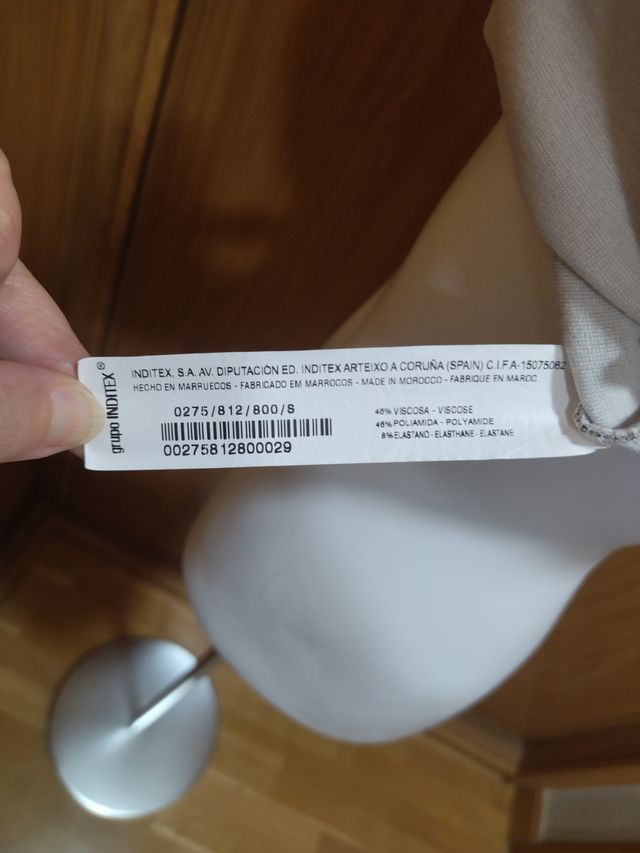 grupo INDITEX®
INDITEX, S.A. AV. DIPUTACIÓN ED. INDITEX ARTEIXO A CORUÑA (SPAIN) C.I.F.A-15075062
HECHO EN MARRUECOS - FABRICADO EM MARROCOS - MADE IN MOROCCO - FABRIQUE EN MAROC
0275/812/800/S
00275812800029
46% VISCOSA - VISCOSE
46% POLIAMIDA - POLYAMIDE
8% ELASTANO - ELASTHANE - ELASTANE